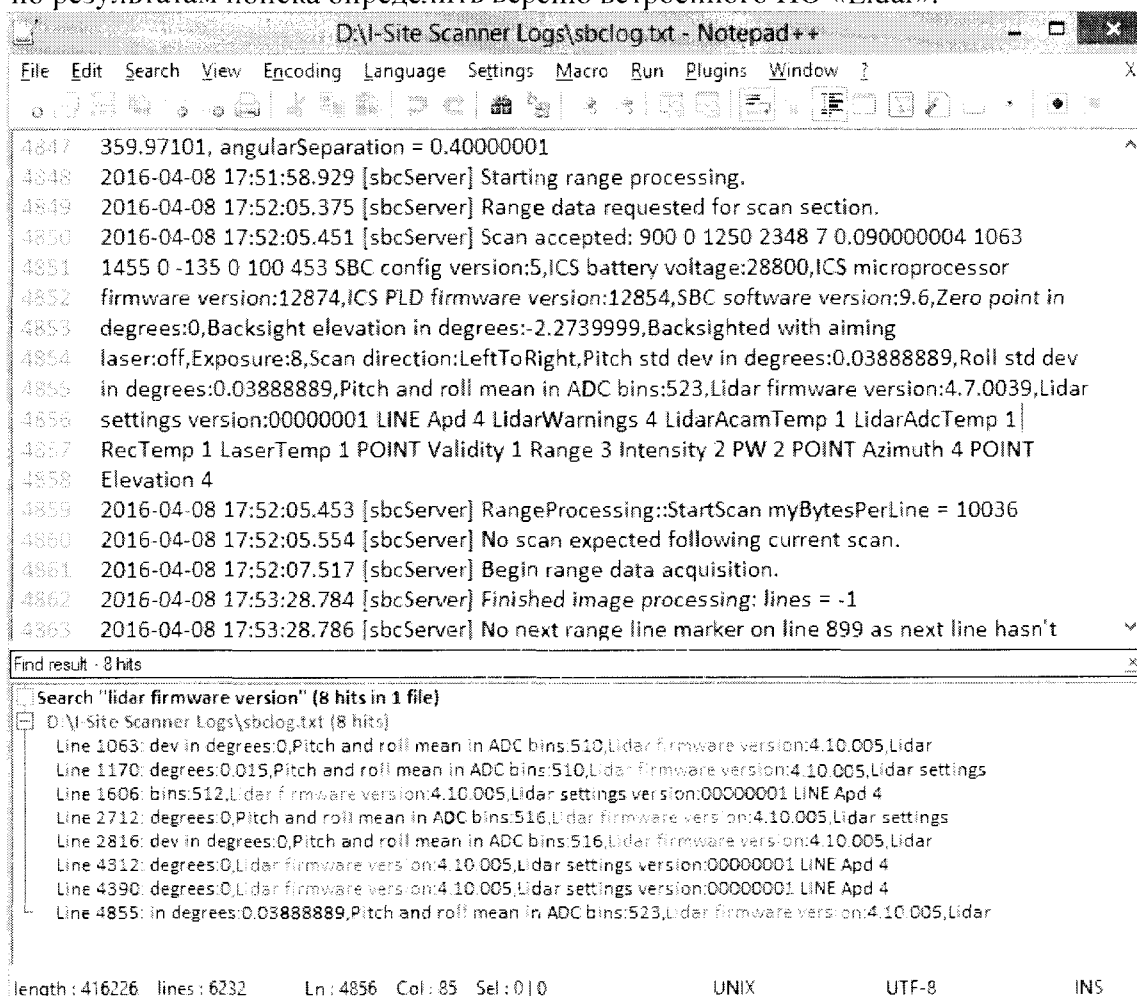 по результатам поиска определить версию встроенного ПО «Lidar».
D:\I-Site Scanner Logs\sbclog.txt - Notepad++
File Edit Search View Encoding Language Settings Macro Run Plugins Window ? X
4847 359.97101, angularSeparation = 0.40000001
4848 2016-04-08 17:51:58.929 [sbcServer] Starting range processing.
4849 2016-04-08 17:52:05.375 [sbcServer] Range data requested for scan section.
4850 2016-04-08 17:52:05.451 [sbcServer] Scan accepted: 900 0 1250 2348 7 0.090000004 1063
4851 1455 0 -135 0 100 453 SBC config version:5,ICS battery voltage:28800,ICS microprocessor
4852 firmware version:12874,ICS PLD firmware version:12854,SBC software version:9.6,Zero point in
4853 degrees:0,Backsight elevation in degrees:-2.2739999,Backsighted with aiming
4854 laser:off,Exposure:8,Scan direction:LeftToRight,Pitch std dev in degrees:0.03888889,Roll std dev
4855 in degrees:0.03888889,Pitch and roll mean in ADC bins:523,Lidar firmware version:4.7.0039,Lidar
4856 settings version:00000001 LINE Apd 4 LidarWarnings 4 LidarAcamTemp 1 LidarAdcTemp 1
4857 RecTemp 1 LaserTemp 1 POINT Validity 1 Range 3 Intensity 2 PW 2 POINT Azimuth 4 POINT
4858 Elevation 4
4859 2016-04-08 17:52:05.453 [sbcServer] RangeProcessing::StartScan myBytesPerLine = 10036
4860 2016-04-08 17:52:05.554 [sbcServer] No scan expected following current scan.
4861 2016-04-08 17:52:07.517 [sbcServer] Begin range data acquisition.
4862 2016-04-08 17:53:28.784 [sbcServer] Finished image processing: lines = -1
4863 2016-04-08 17:53:28.786 [sbcServer] No next range line marker on line 899 as next line hasn't
Find result - 8 hits
Search "lidar firmware version" (8 hits in 1 file)
D:\I-Site Scanner Logs\sbclog.txt (8 hits)
Line 1063: dev in degrees:0,Pitch and roll mean in ADC bins:510,Lidar firmware version:4.10.005,Lidar
Line 1170: degrees:0.015,Pitch and roll mean in ADC bins:510,Lidar firmware version:4.10.005,Lidar settings
Line 1606: bins:512,Lidar firmware version:4.10.005,Lidar settings version:00000001 LINE Apd 4
Line 2712: degrees:0,Pitch and roll mean in ADC bins:516,Lidar firmware version:4.10.005,Lidar settings
Line 2816: dev in degrees:0,Pitch and roll mean in ADC bins:516,Lidar firmware version:4.10.005,Lidar
Line 4312: degrees:0,Lidar firmware version:4.10.005,Lidar settings version:00000001 LINE Apd 4
Line 4390: degrees:0,Lidar firmware version:4.10.005,Lidar settings version:00000001 LINE Apd 4
Line 4855: in degrees:0.03888889,Pitch and roll mean in ADC bins:523,Lidar firmware version:4.10.005,Lidar
length : 416226 lines : 6232 Ln : 4856 Col : 85 Sel : 0 | 0 UNIX UTF-8 INS